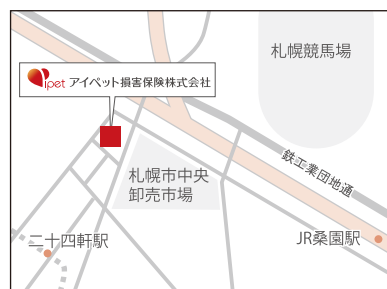 札幌競馬場
ipet アイペット損害保険株式会社
鉄工業団地通
札幌市中央
卸売市場
二十四軒駅
JR桑園駅